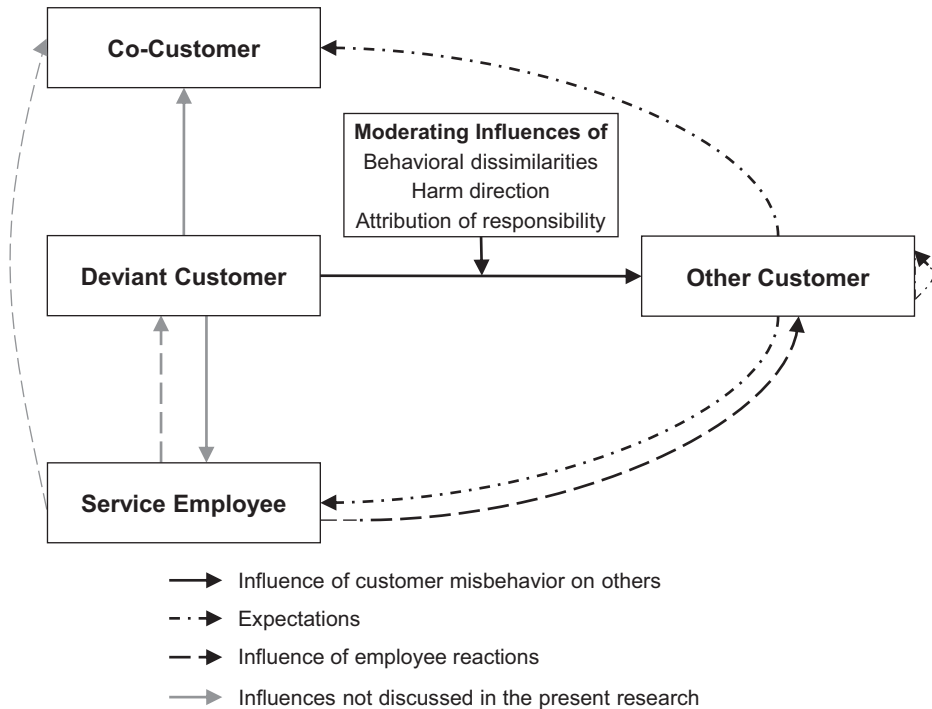 Co-Customer
Moderating Influences of
Behavioral dissimilarities
Harm direction
Attribution of responsibility
Deviant Customer
Other Customer
Service Employee
Influence of customer misbehavior on others
Expectations
Influence of employee reactions
Influences not discussed in the present research